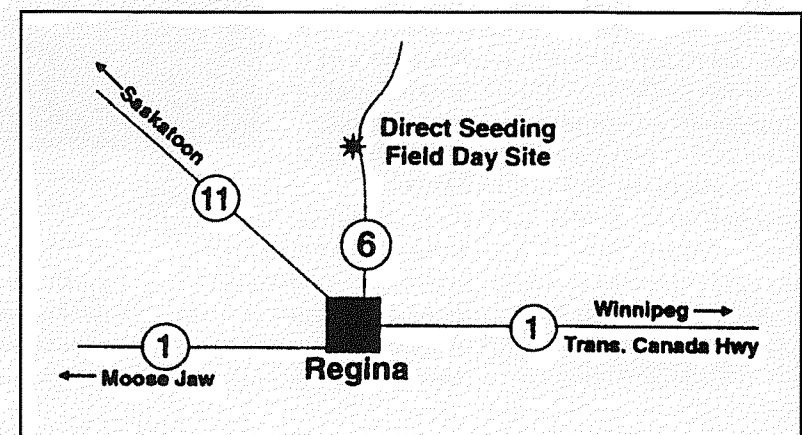 Saskatoon
Direct Seeding
Field Day Site
11
6
Winnipeg
1
1
Trans. Canada Hwy
Moose Jaw
Regina